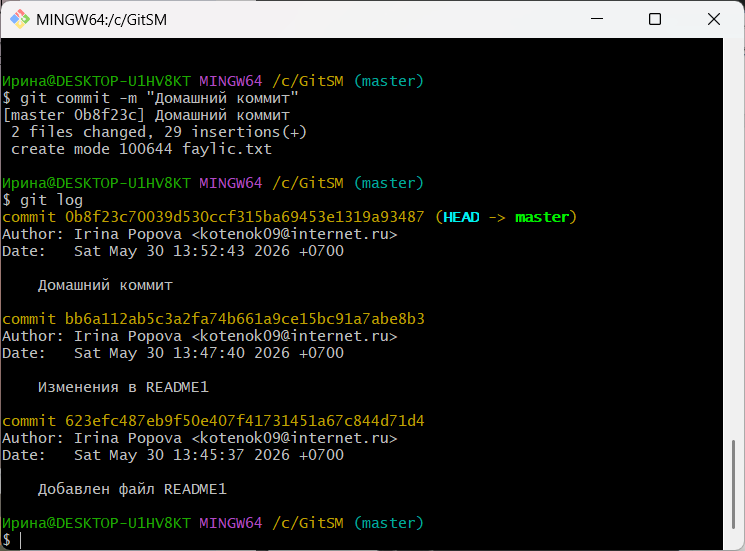 MINGW64:/c/GitSM
Ирина@DESKTOP-U1HV8KT MINGW64 /c/GitSM (master)
$ git commit -m "Домашний коммит"
[master 0b8f23c] Домашний коммит
 2 files changed, 29 insertions(+)
 create mode 100644 faylic.txt
Ирина@DESKTOP-U1HV8KT MINGW64 /c/GitSM (master)
$ git log
commit 0b8f23c70039d530ccf315ba69453e1319a93487 (HEAD -> master)
Author: Irina Popova <kotenok09@internet.ru>
Date:   Sat May 30 13:52:43 2026 +0700
    Домашний коммит
commit bb6a112ab5c3a2fa74b661a9ce15bc91a7abe8b3
Author: Irina Popova <kotenok09@internet.ru>
Date:   Sat May 30 13:47:40 2026 +0700
    Изменения в README1
commit 623efc487eb9f50e407f41731451a67c844d71d4
Author: Irina Popova <kotenok09@internet.ru>
Date:   Sat May 30 13:45:37 2026 +0700
    Добавлен файл README1
Ирина@DESKTOP-U1HV8KT MINGW64 /c/GitSM (master)
$